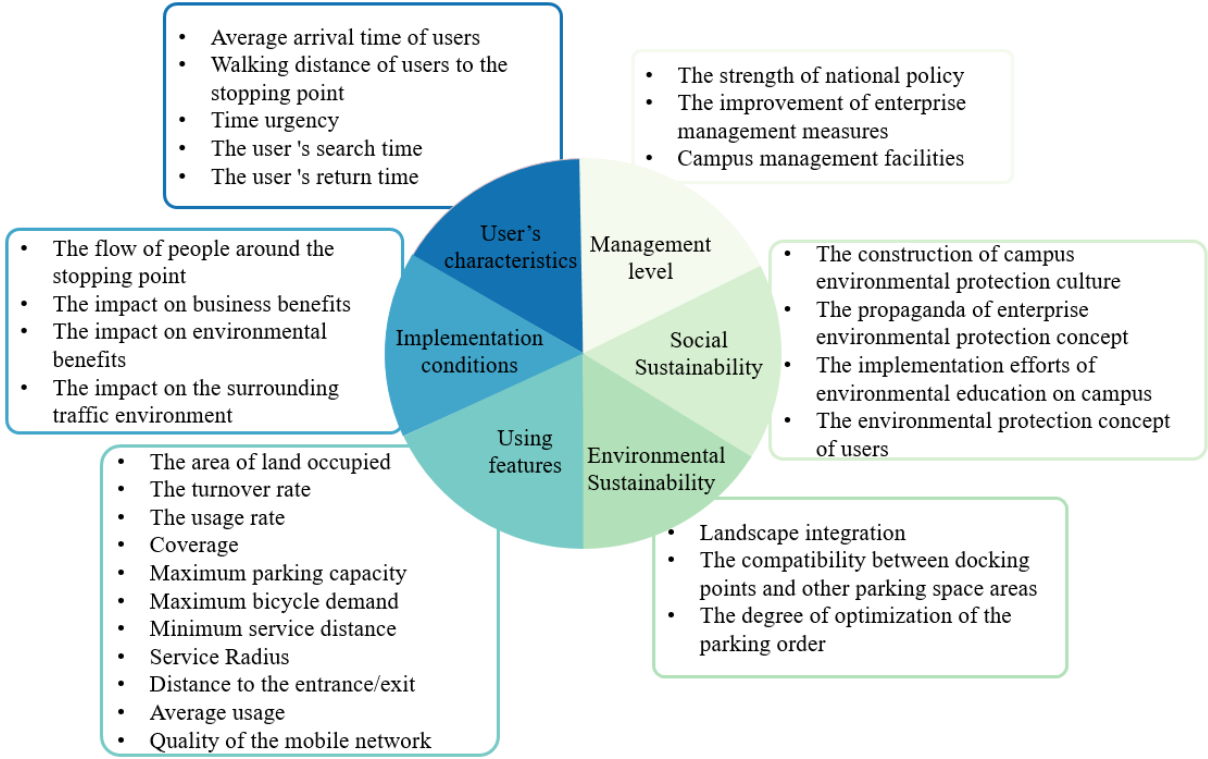 • Average arrival time of users
• Walking distance of users to the
stopping point
• Time urgency
• The user 's search time
• The user 's return time
• The strength of national policy
• The improvement of enterprise
management measures
• Campus management facilities
User's
characteristics
Management
level
• The flow of people around the
stopping point
• The impact on business benefits
• The impact on environmental
benefits
• The impact on the surrounding
traffic environment
Implementation
conditions
Social
Sustainability
• The construction of campus
environmental protection culture
• The propaganda of enterprise
environmental protection concept
• The implementation efforts of
environmental education on campus
• The environmental protection concept
of users
Using
features
Environmental
Sustainability
• The area of land occupied
• The turnover rate
• The usage rate
• Coverage
• Maximum parking capacity
• Maximum bicycle demand
• Minimum service distance
• Service Radius
• Distance to the entrance/exit
• Average usage
• Quality of the mobile network
• Landscape integration
• The compatibility between docking
points and other parking space areas
• The degree of optimization of the
parking order